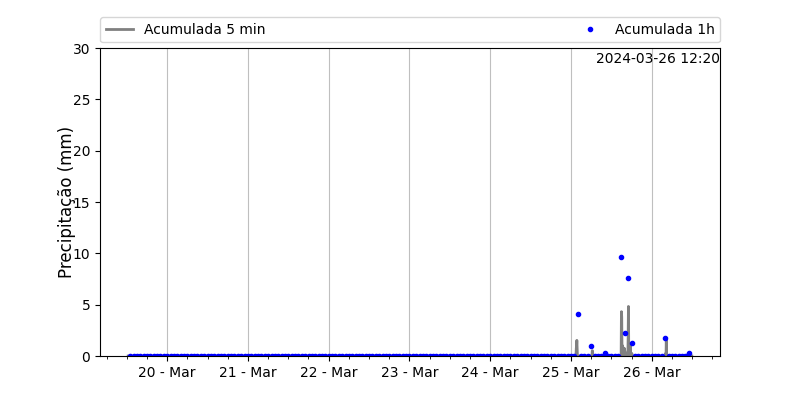 Acumulada 5 min
Acumulada 1h
2024-03-26 12:20
Precipitação (mm)
30
25
20
15
10
5
0
20 - Mar
21 - Mar
22 - Mar
23 - Mar
24 - Mar
25 - Mar
26 - Mar